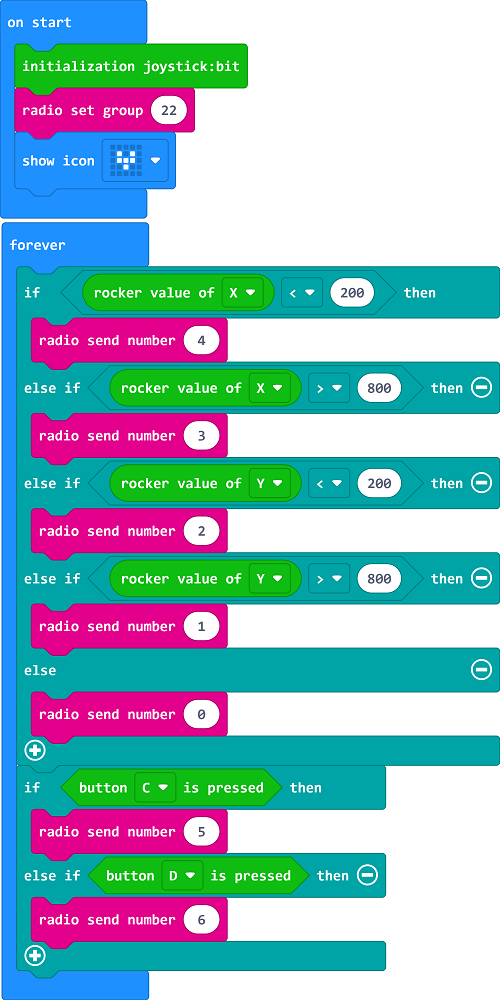 on start
initialization joystick:bit
radio set group 22
show icon
forever
if rocker value of X < 200 then
radio send number 4
else if rocker value of X > 800 then
radio send number 3
else if rocker value of Y < 200 then
radio send number 2
else if rocker value of Y > 800 then
radio send number 1
else
radio send number 0
if button C is pressed then
radio send number 5
else if button D is pressed then
radio send number 6